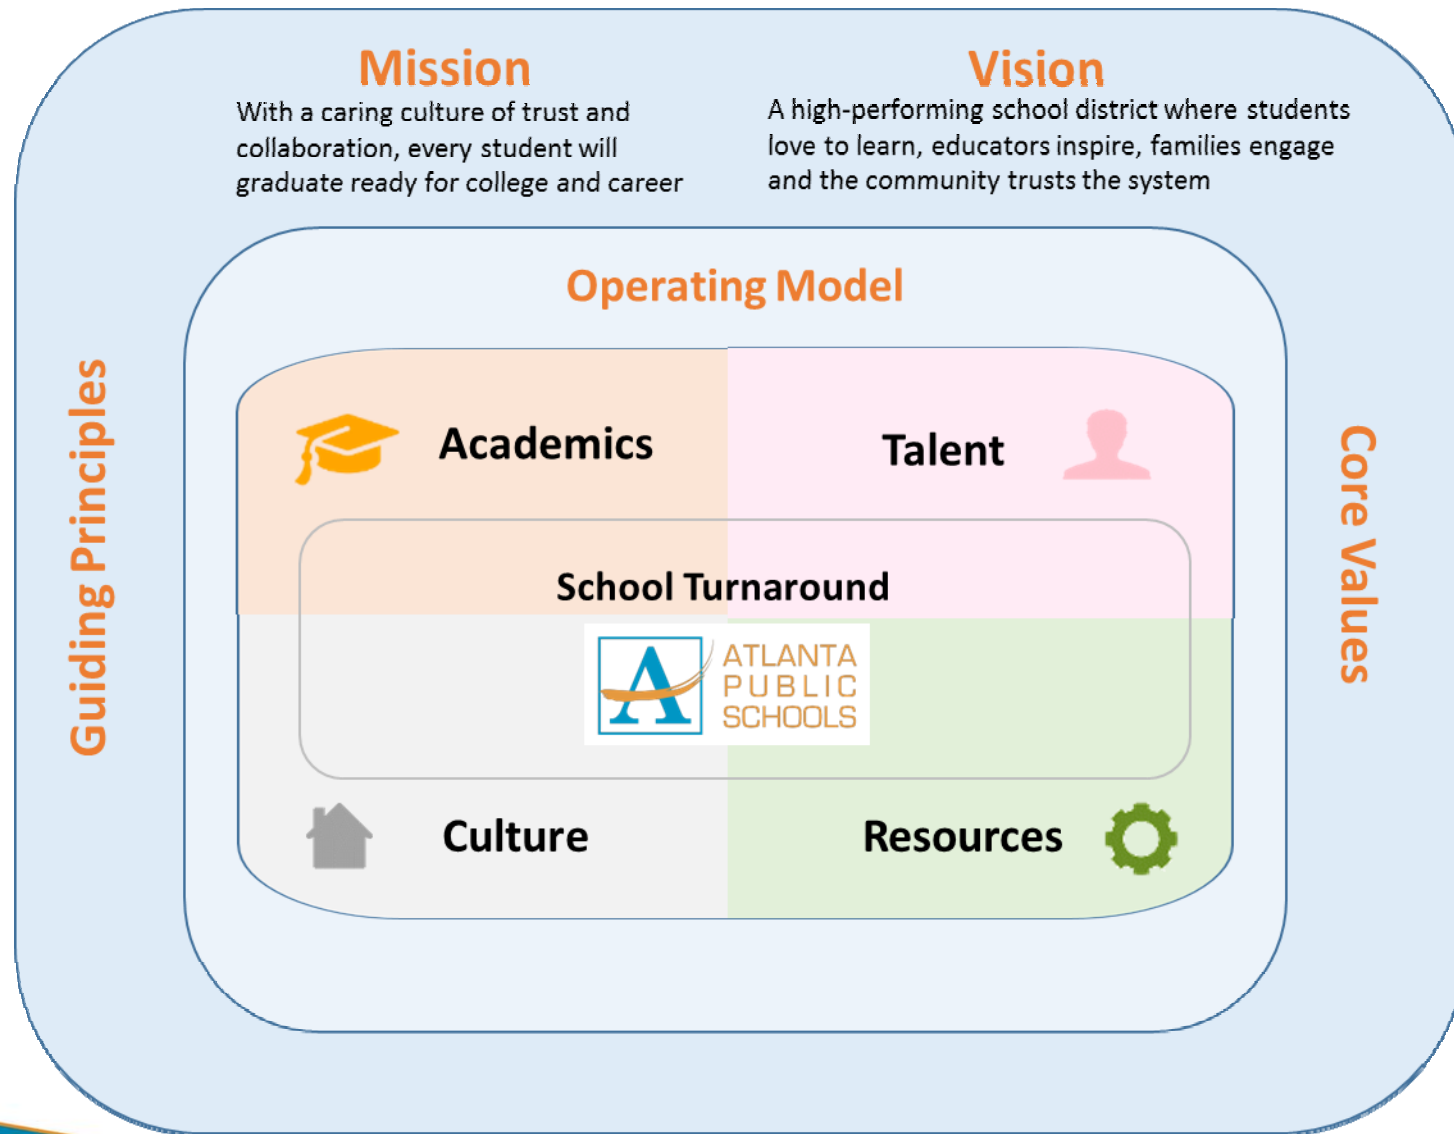 Mission
With a caring culture of trust and
collaboration, every student will
graduate ready for college and career
Vision
A high-performing school district where students
love to learn, educators inspire, families engage
and the community trusts the system
Operating Model
Guiding Principles
Core Values
Academics
Talent
School Turnaround
A
ATLANTA
PUBLIC
SCHOOLS
Culture
Resources